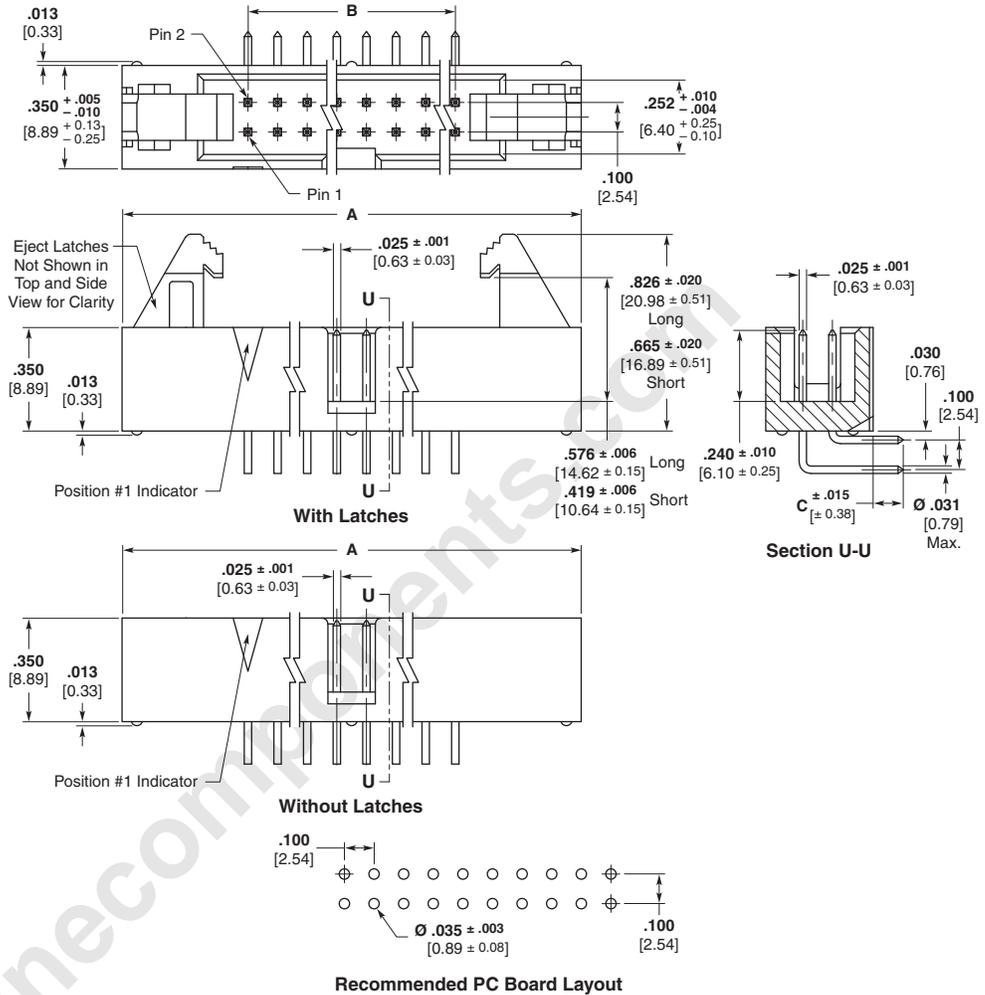 .013
[0.33]
Pin 2
B
.350 + .005 - .010
[8.89 + 0.13 - 0.25]
.252 + .010 - .004
[6.40 + 0.25 - 0.10]
.100
[2.54]
Pin 1
A
Eject Latches
Not Shown in
Top and Side
View for Clarity
.025 ± .001
[0.63 ± 0.03]
U
.826 ± .020
[20.98 ± 0.51]
Long
.665 ± .020
[16.89 ± 0.51]
Short
.350
[8.89]
.013
[0.33]
.576 ± .006
[14.62 ± 0.15] Long
.419 ± .006
[10.64 ± 0.15] Short
Position #1 Indicator
U
With Latches
.025 ± .001
[0.63 ± 0.03]
.030
[0.76]
.100
[2.54]
.240 ± .010
[6.10 ± 0.25]
C ± .015
[± 0.38]
Ø .031
[0.79]
Max.
Section U-U
A
.025 ± .001
[0.63 ± 0.03]
U
.350
[8.89]
.013
[0.33]
Position #1 Indicator
U
Without Latches
.100
[2.54]
Ø .035 ± .003
[0.89 ± 0.08]
.100
[2.54]
Recommended PC Board Layout
necomponents.com